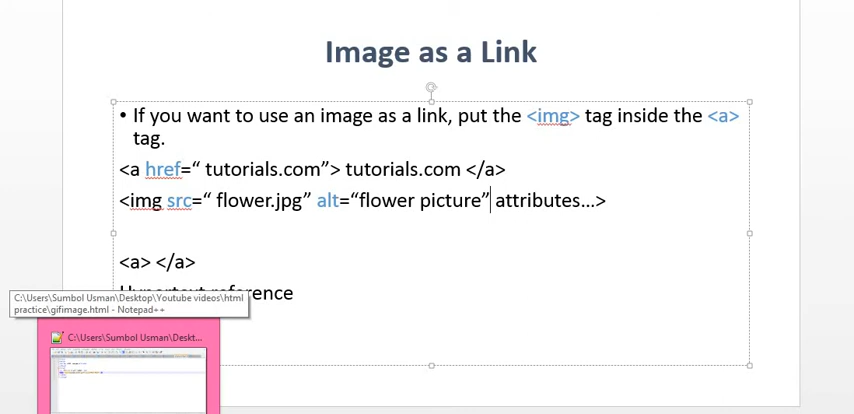 Image as a Link
• If you want to use an image as a link, put the <img> tag inside the <a>
tag.
<a href=“ tutorials.com”> tutorials.com </a>
<img src=“ flower.jpg” alt=“flower picture” attributes...>
<a> </a>
Hypertext reference
C:\Users\Sumbol Usman\Desktop\Youtube videos\html
practice\gifimage.html - Notepad++
C:\Users\Sumbol Usman\Deskt...